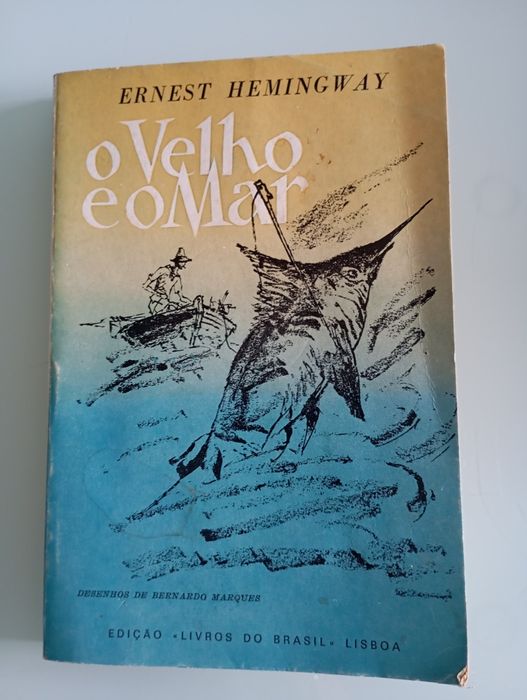 ERNEST HEMINGWAY
o Velho
e o Mar
DESENHOS DE BERNARDO MARQUES
EDIÇÃO «LIVROS DO BRASIL» LISBOA